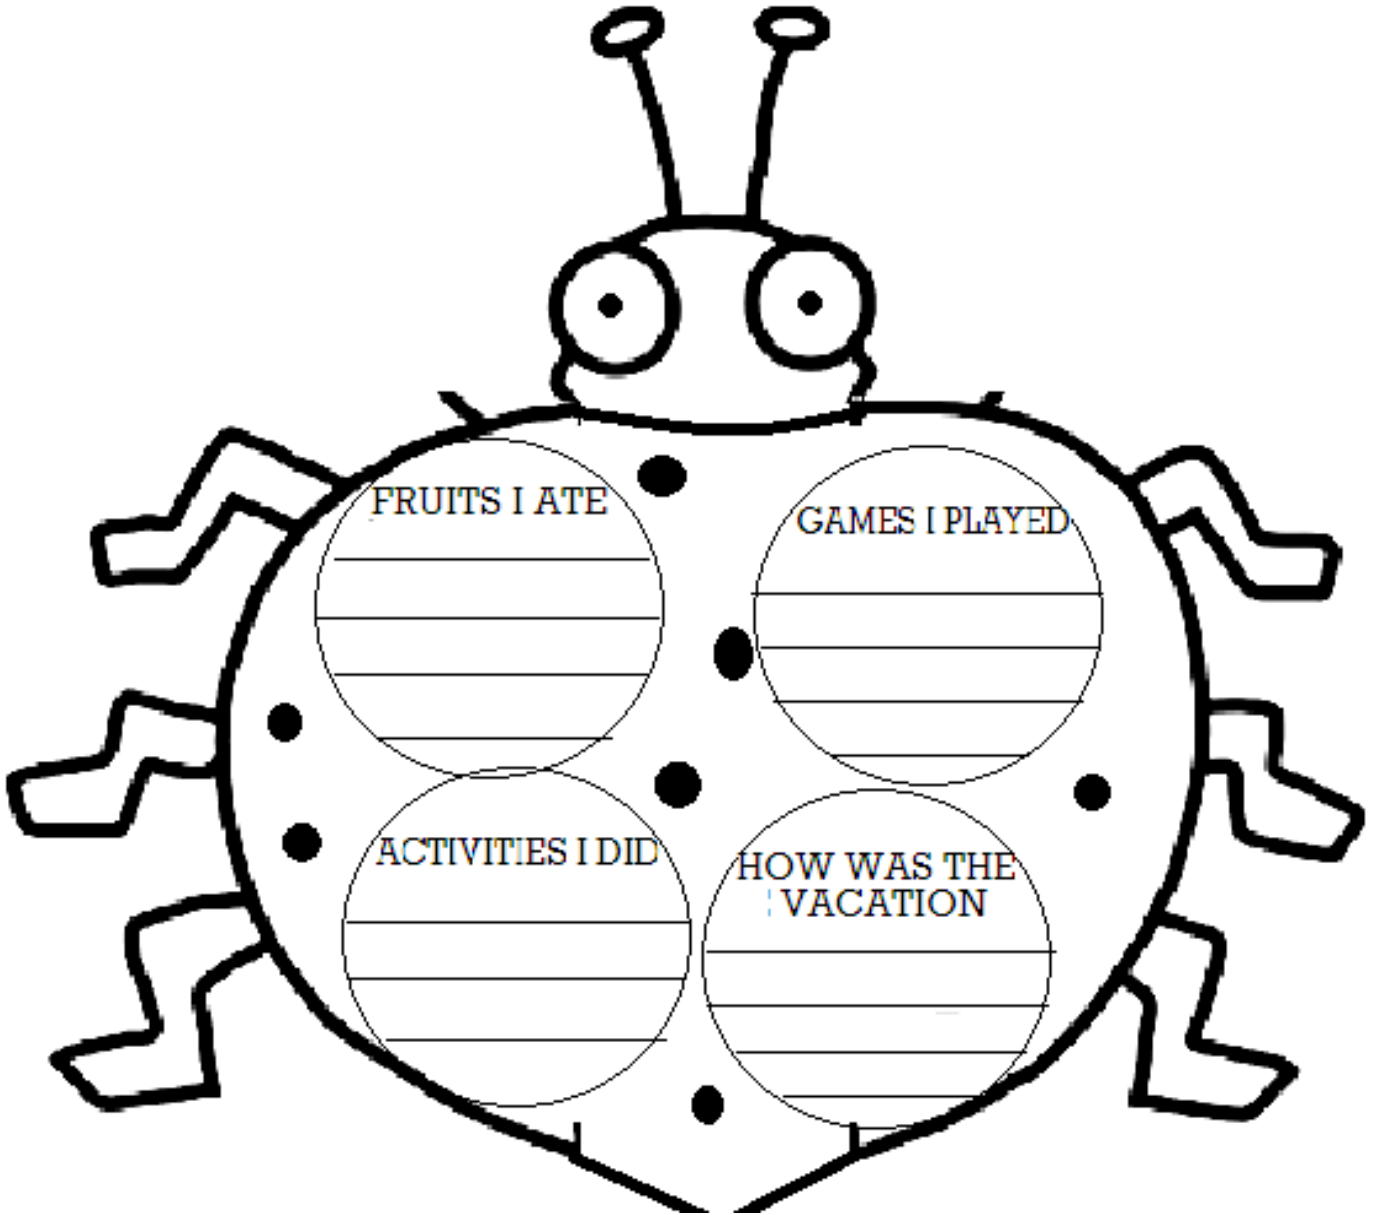 FRUITS I ATE
GAMES I PLAYED
ACTIVITIES I DID
HOW WAS THE
VACATION